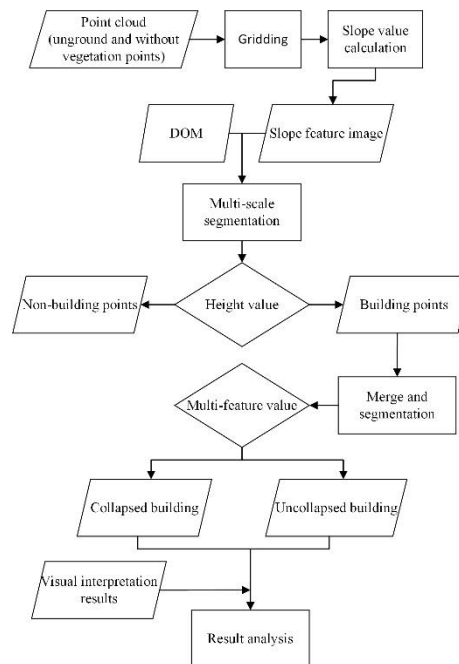 Point cloud
(unground and without
vegetation points)
Gridding
Slope value
calculation
DOM
Slope feature image
Multi-scale
segmentation
Non-building points
Height value
Building points
Multi-feature value
Merge and
segmentation
Collapsed building
Uncollapsed building
Visual interpretation
results
Result analysis